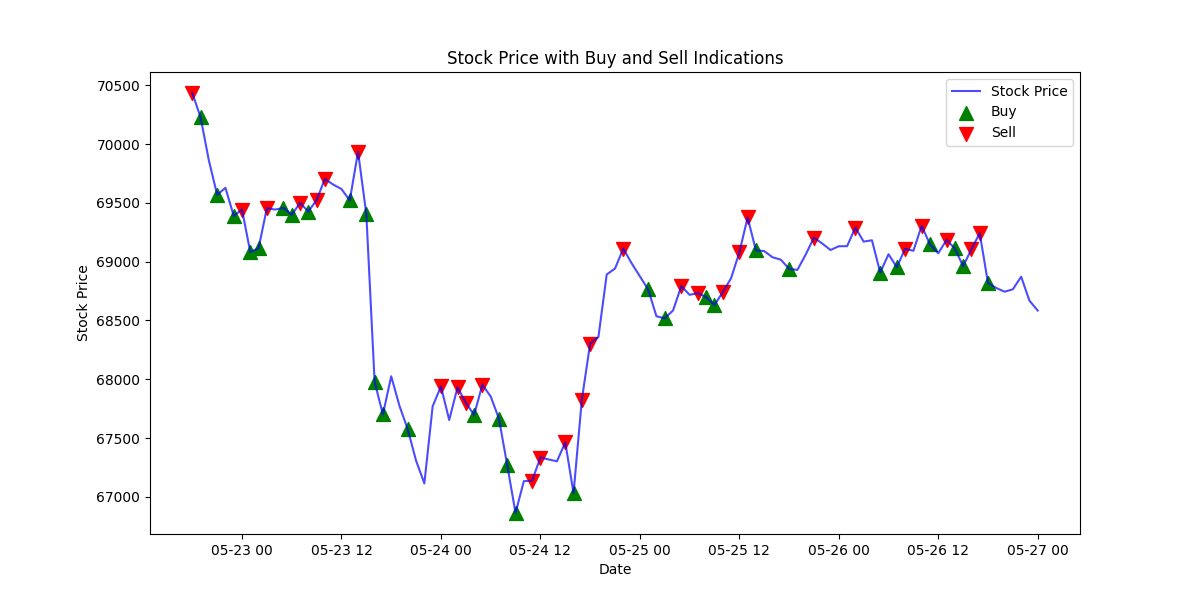 Stock Price with Buy and Sell Indications
70500
70000
69500
69000
68500
68000
67500
67000
Stock Price
Stock Price
Buy
Sell
05-23 00
05-23 12
05-24 00
05-24 12
05-25 00
05-25 12
05-26 00
05-26 12
05-27 00
Date